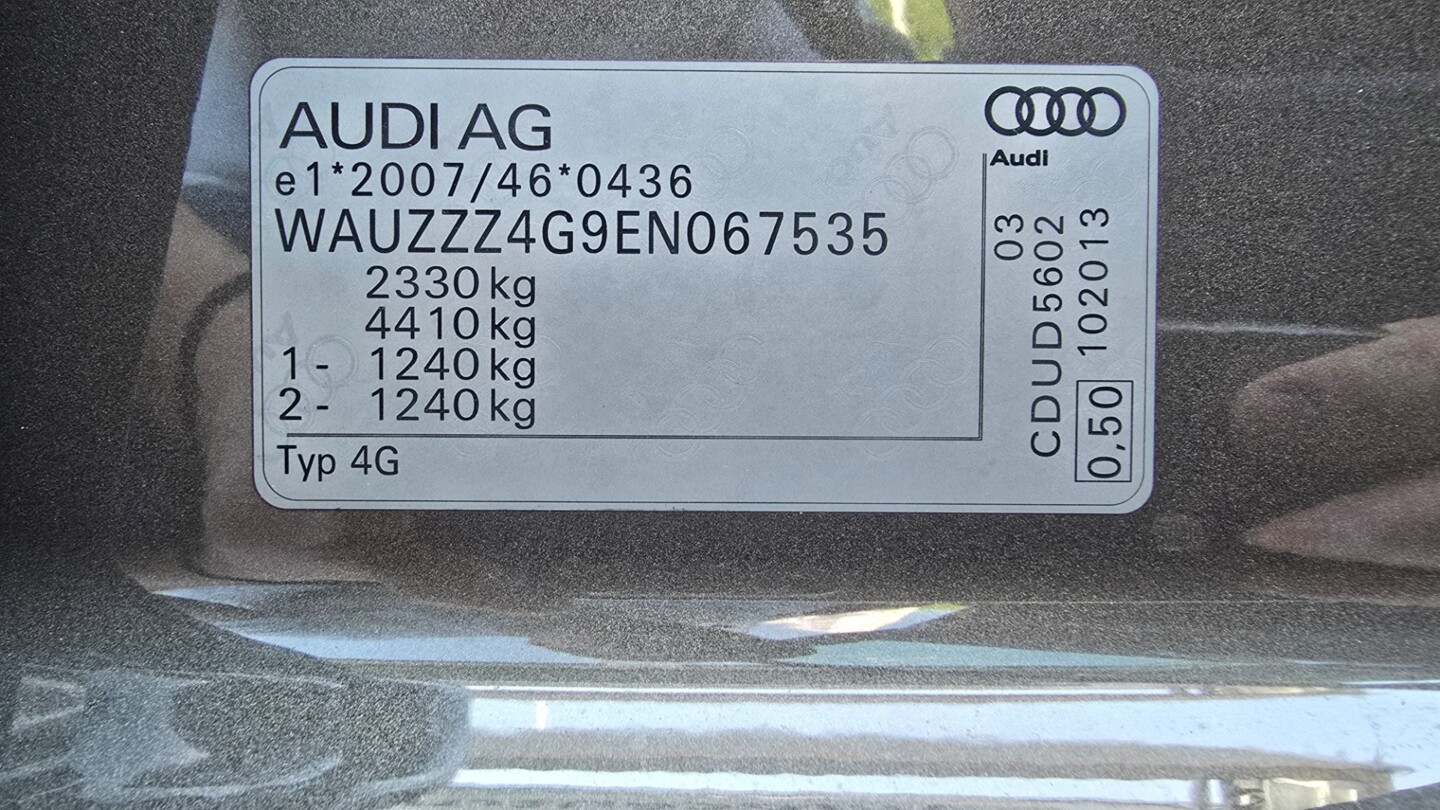 AUDI AG
e1*2007/46*0436
WAUZZZ4G9EN067535
2330 kg
4410 kg
1 - 1240 kg
2 - 1240 kg
Typ 4G
Audi
03
CDUD5602
0,50 102013